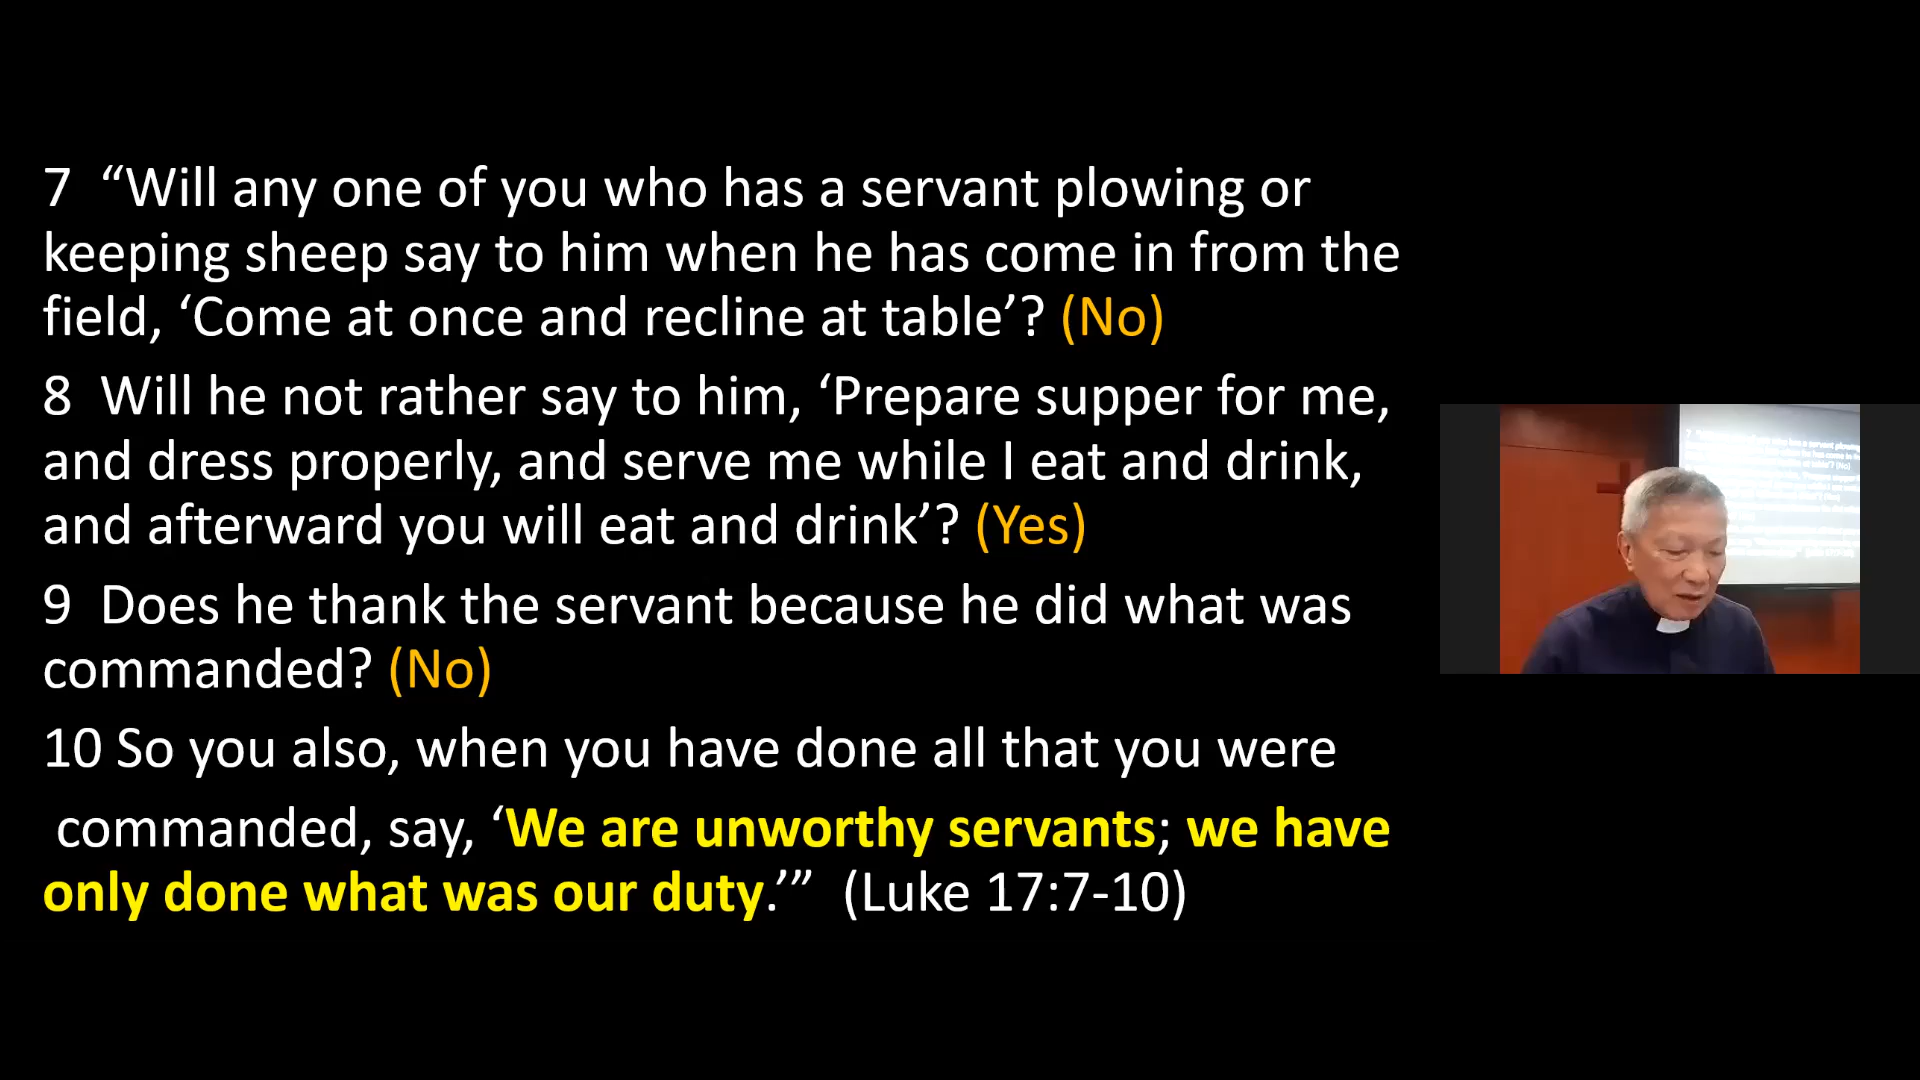 7  “Will any one of you who has a servant plowing or
keeping sheep say to him when he has come in from the
field, ‘Come at once and recline at table’? (No)
8  Will he not rather say to him, ‘Prepare supper for me,
and dress properly, and serve me while I eat and drink,
and afterward you will eat and drink’? (Yes)
9  Does he thank the servant because he did what was
commanded? (No)
10 So you also, when you have done all that you were
commanded, say, ‘We are unworthy servants; we have
only done what was our duty.’”  (Luke 17:7-10)